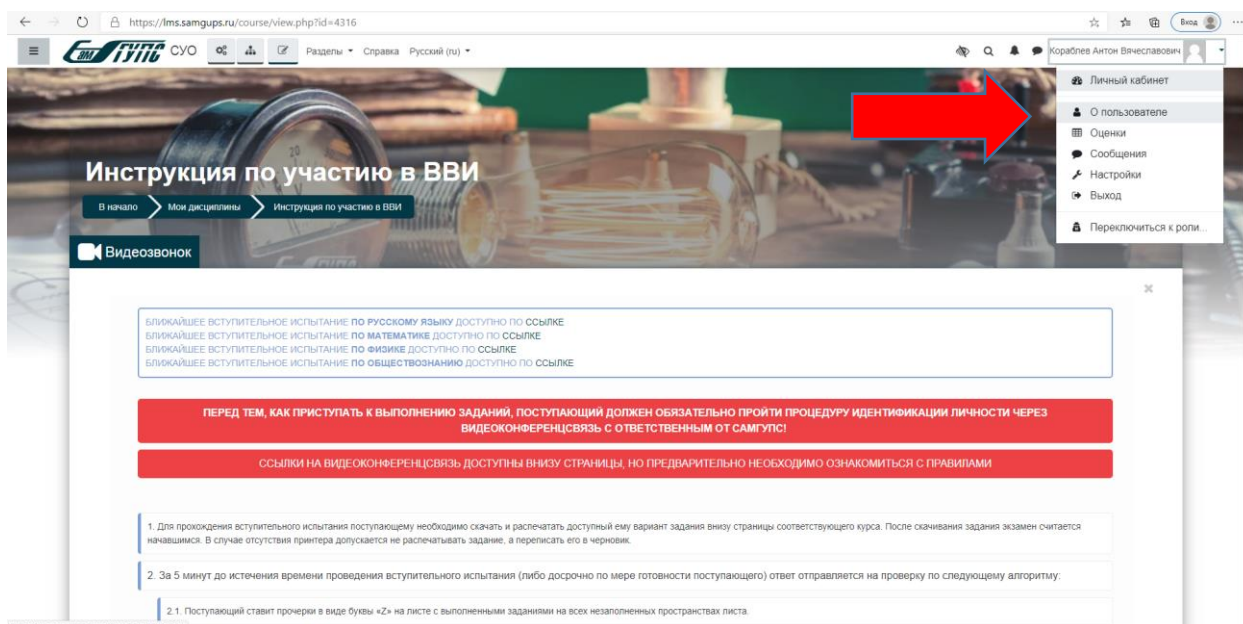 https://lms.samgups.ru/course/view.php?id=4316
Вход
СамГУПС СУО Разделы Справка Русский (ru) Кораблев Антон Вячеславович
Личный кабинет
О пользователе
Оценки
Сообщения
Настройки
Выход
Переключиться к роли...
Инструкция по участию в ВВИ
В начало Мои дисциплины Инструкция по участию в ВВИ
Видеозвонок
БЛИЖАЙШЕЕ ВСТУПИТЕЛЬНОЕ ИСПЫТАНИЕ ПО РУССКОМУ ЯЗЫКУ ДОСТУПНО ПО ССЫЛКЕ
БЛИЖАЙШЕЕ ВСТУПИТЕЛЬНОЕ ИСПЫТАНИЕ ПО МАТЕМАТИКЕ ДОСТУПНО ПО ССЫЛКЕ
БЛИЖАЙШЕЕ ВСТУПИТЕЛЬНОЕ ИСПЫТАНИЕ ПО ФИЗИКЕ ДОСТУПНО ПО ССЫЛКЕ
БЛИЖАЙШЕЕ ВСТУПИТЕЛЬНОЕ ИСПЫТАНИЕ ПО ОБЩЕСТВОЗНАНИЮ ДОСТУПНО ПО ССЫЛКЕ
ПЕРЕД ТЕМ, КАК ПРИСТУПАТЬ К ВЫПОЛНЕНИЮ ЗАДАНИЙ, ПОСТУПАЮЩИЙ ДОЛЖЕН ОБЯЗАТЕЛЬНО ПРОЙТИ ПРОЦЕДУРУ ИДЕНТИФИКАЦИИ ЛИЧНОСТИ ЧЕРЕЗ
ВИДЕОКОНФЕРЕНЦСВЯЗЬ С ОТВЕТСТВЕННЫМ ОТ САМГУПС!
ССЫЛКИ НА ВИДЕОКОНФЕРЕНЦСВЯЗЬ ДОСТУПНЫ ВНИЗУ СТРАНИЦЫ, НО ПРЕДВАРИТЕЛЬНО НЕОБХОДИМО ОЗНАКОМИТЬСЯ С ПРАВИЛАМИ
1. Для прохождения вступительного испытания поступающему необходимо скачать и распечатать доступный ему вариант задания внизу страницы соответствующего курса. После скачивания задания экзамен считается
начавшимся. В случае отсутствия принтера допускается не распечатывать задание, а переписать его в черновик.
2. За 5 минут до истечения времени проведения вступительного испытания (либо досрочно по мере готовности поступающего) ответ отправляется на проверку по следующему алгоритму:
2.1. Поступающий ставит прочерки в виде буквы «Z» на листе с выполненными заданиями на всех незаполненных пространствах листа.